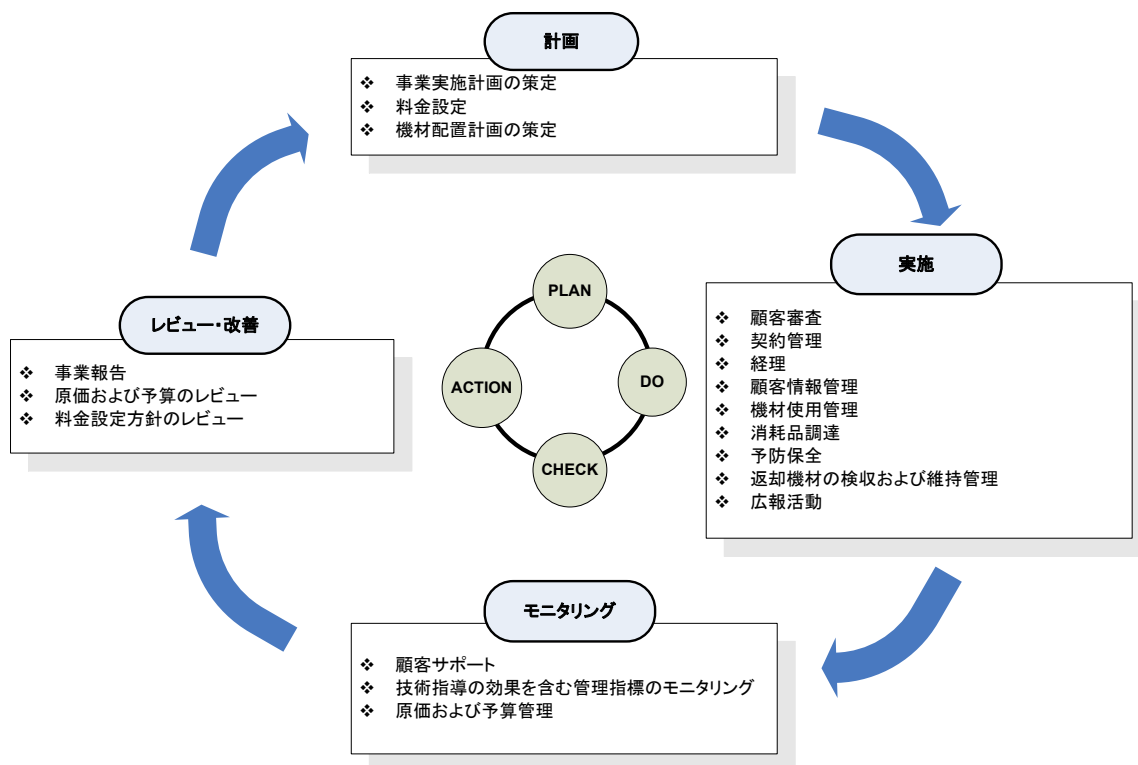 計画
❖ 事業実施計画の策定
❖ 料金設定
❖ 機材配置計画の策定
実施
❖ 顧客審査
❖ 契約管理
❖ 経理
❖ 顧客情報管理
❖ 機材使用管理
❖ 消耗品調達
❖ 予防保全
❖ 返却機材の検収および維持管理
❖ 広報活動
モニタリング
❖ 顧客サポート
❖ 技術指導の効果を含む管理指標のモニタリング
❖ 原価および予算管理
レビュー・改善
❖ 事業報告
❖ 原価および予算のレビュー
❖ 料金設定方針のレビュー
PLAN
DO
CHECK
ACTION